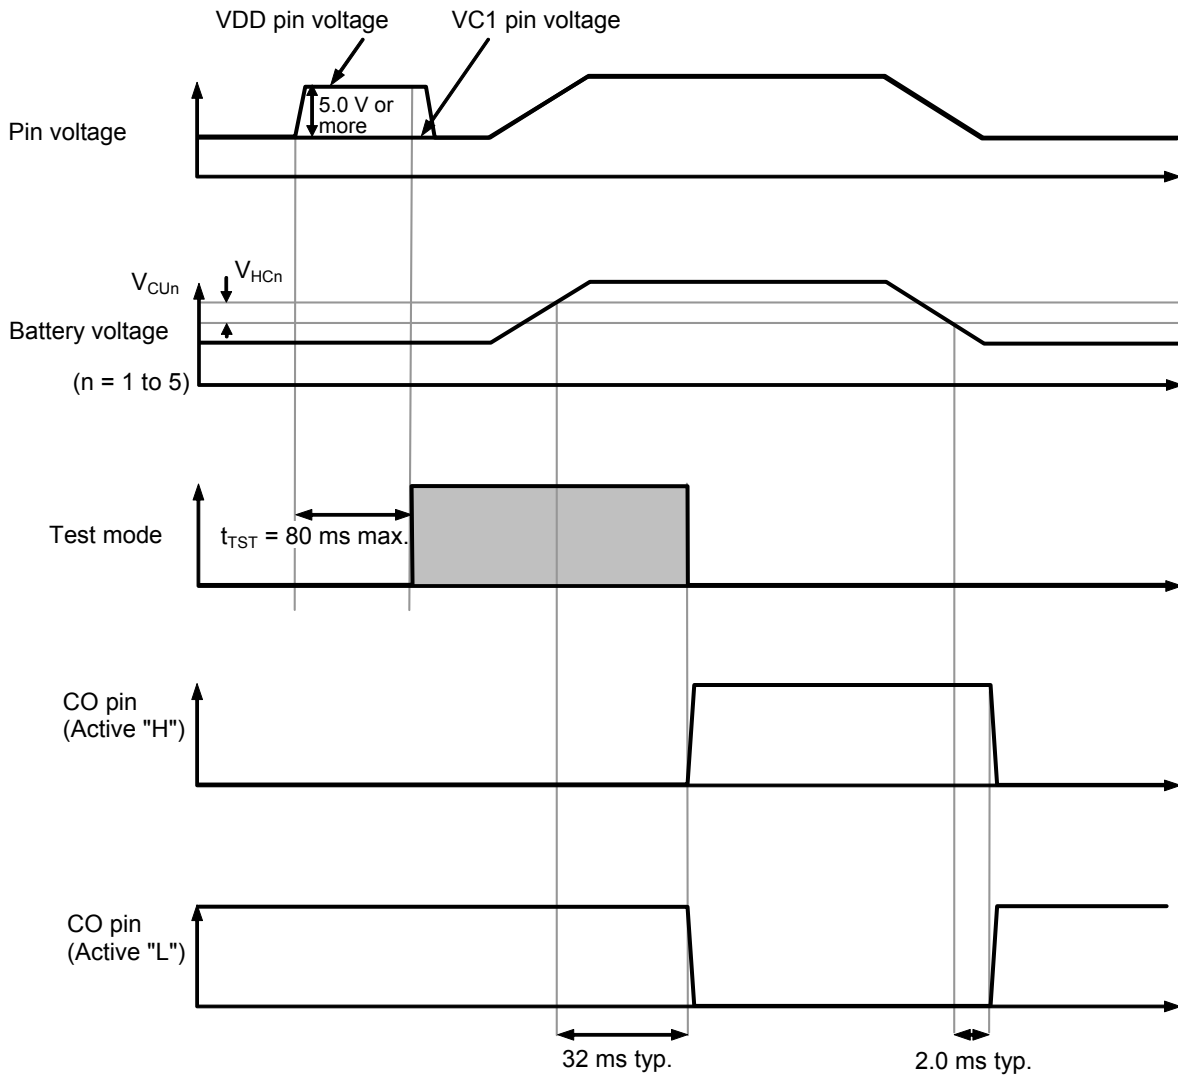 VDD pin voltage
VC1 pin voltage
5.0 V or
more
Pin voltage
VCUn
VHCn
Battery voltage
(n = 1 to 5)
Test mode
tTST = 80 ms max.
CO pin
(Active "H")
CO pin
(Active "L")
32 ms typ.
2.0 ms typ.